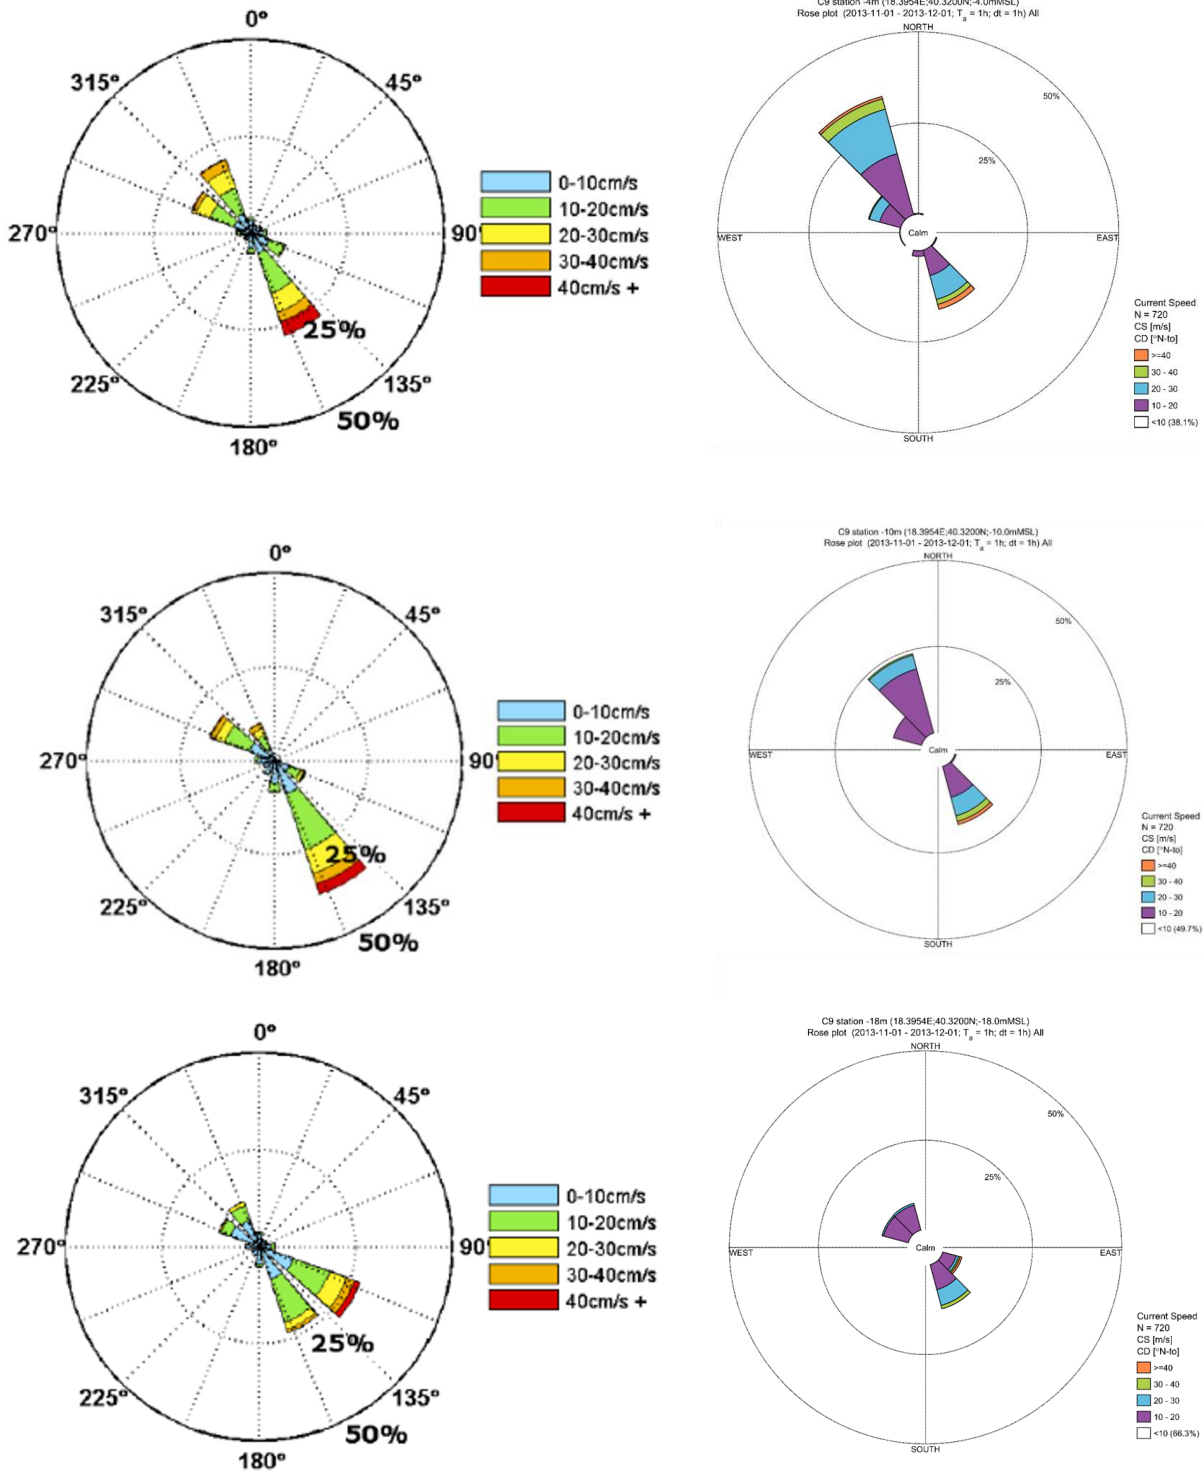 0°
315°
45°
270°
90°
25%
225°
135°
50%
180°
0-10cm/s
10-20cm/s
20-30cm/s
30-40cm/s
40cm/s +
C9 station -4m (18.3954E;40.3200N;-4.0mMSL)
Rose plot (2013-11-01 - 2013-12-01; Ta = 1h; dt = 1h) All
NORTH
50%
25%
WEST
Calm
EAST
SOUTH
Current Speed
N = 720
CS [m/s]
CD [°N-to]
>=40
30 - 40
20 - 30
10 - 20
<10 (38.1%)
0°
315°
45°
270°
90°
25%
225°
135°
50%
180°
0-10cm/s
10-20cm/s
20-30cm/s
30-40cm/s
40cm/s +
C9 station -10m (18.3954E;40.3200N;-10.0mMSL)
Rose plot (2013-11-01 - 2013-12-01; Ta = 1h; dt = 1h) All
NORTH
50%
25%
WEST
Calm
EAST
SOUTH
Current Speed
N = 720
CS [m/s]
CD [°N-to]
>=40
30 - 40
20 - 30
10 - 20
<10 (49.7%)
0°
315°
45°
270°
90°
25%
225°
135°
50%
180°
0-10cm/s
10-20cm/s
20-30cm/s
30-40cm/s
40cm/s +
C9 station -18m (18.3954E;40.3200N;-18.0mMSL)
Rose plot (2013-11-01 - 2013-12-01; Ta = 1h; dt = 1h) All
NORTH
50%
25%
WEST
Calm
EAST
SOUTH
Current Speed
N = 720
CS [m/s]
CD [°N-to]
>=40
30 - 40
20 - 30
10 - 20
<10 (66.3%)